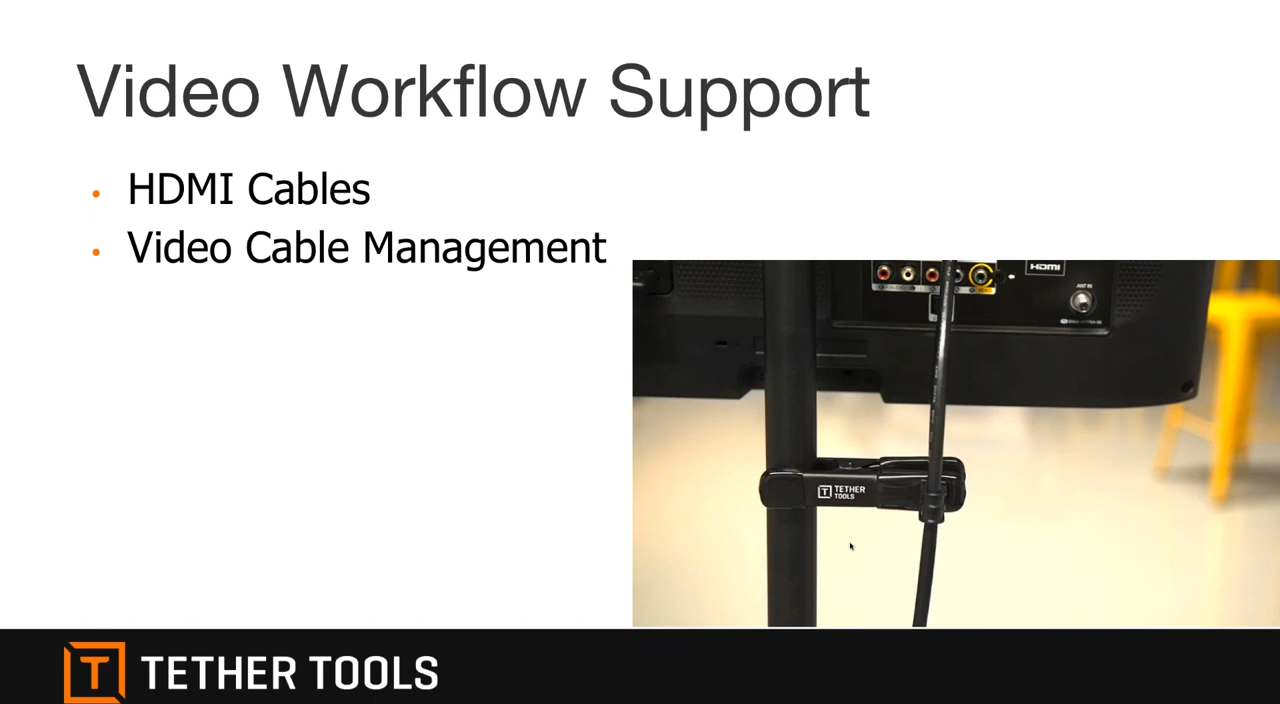 Video Workflow Support
• HDMI Cables
• Video Cable Management
HDMI
ANT IN
TETHER
TOOLS
TETHER TOOLS